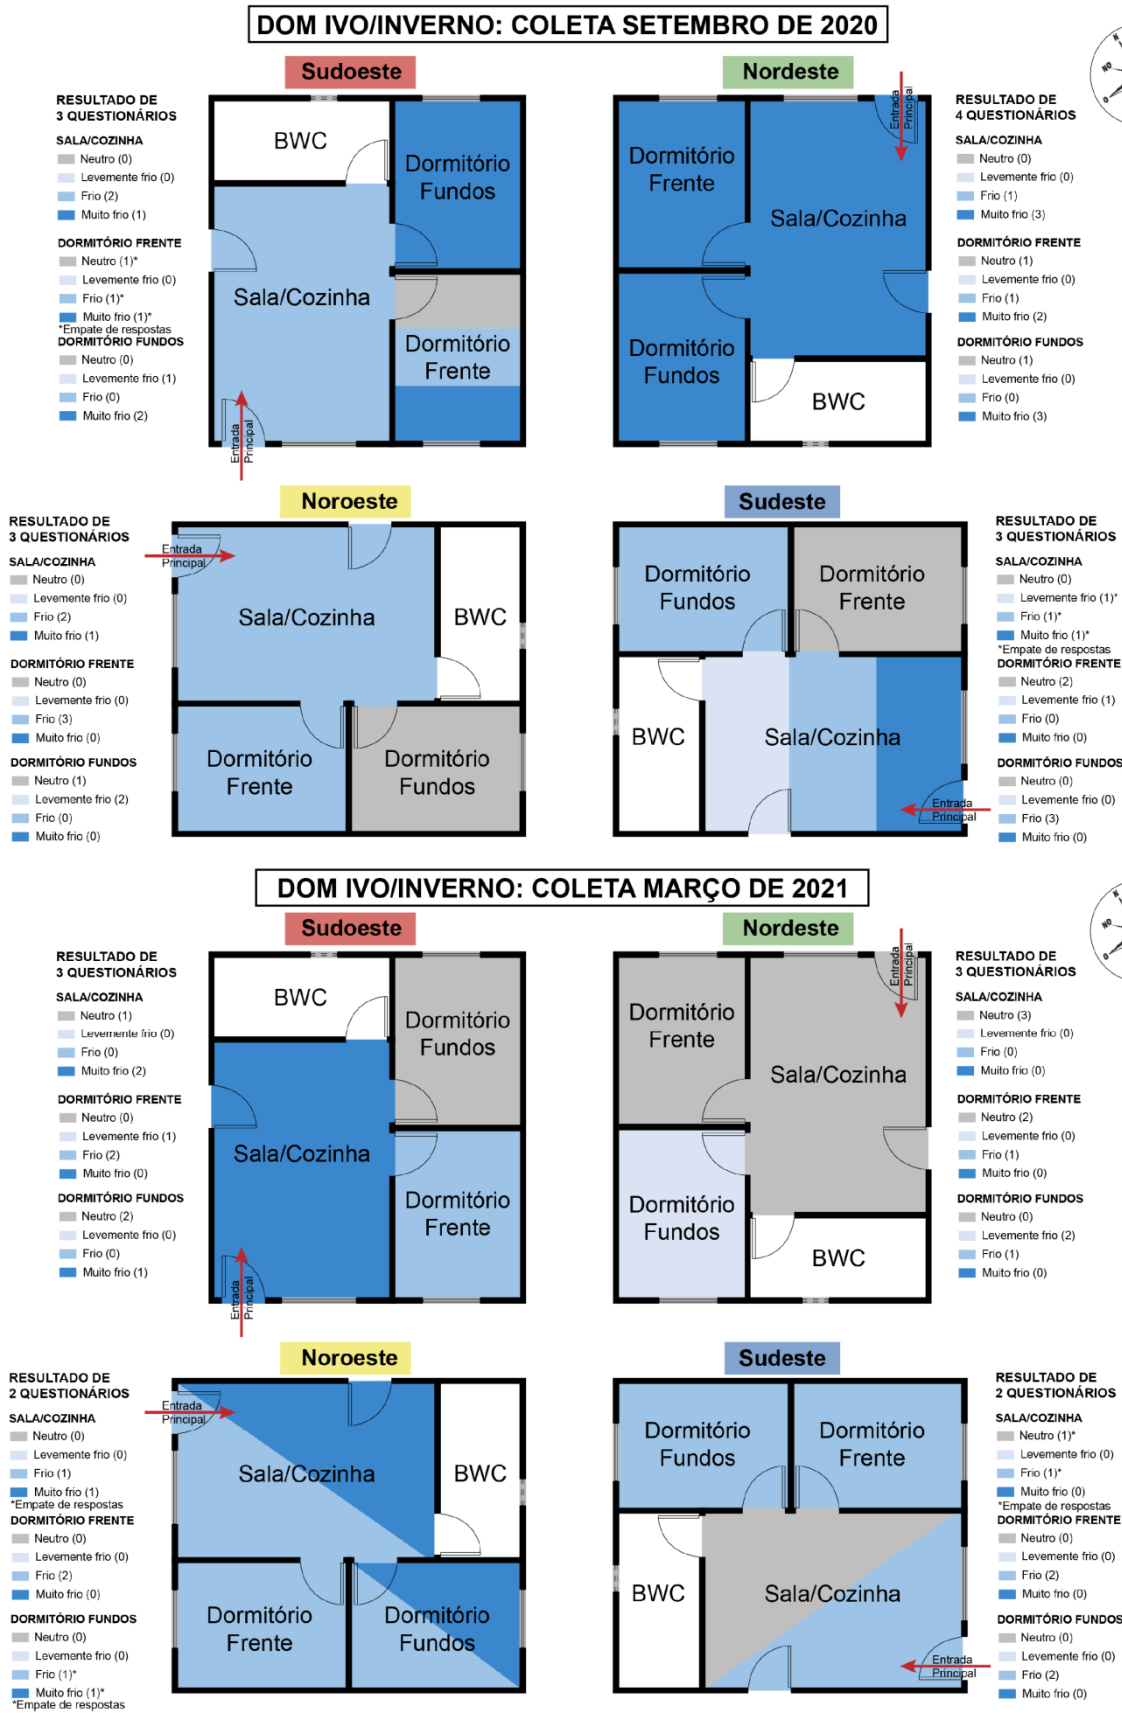 DOM IVO/INVERNO: COLETA SETEMBRO DE 2020
Sudoeste
RESULTADO DE
3 QUESTIONÁRIOS
SALA/COZINHA
Neutro (0)
Levemente frio (0)
Frio (2)
Muito frio (1)
DORMITÓRIO FRENTE
Neutro (1)*
Levemente frio (0)
Frio (1)*
Muito frio (1)*
*Empate de respostas
DORMITÓRIO FUNDOS
Neutro (0)
Levemente frio (1)
Frio (0)
Muito frio (2)
BWC
Dormitório
Fundos
Sala/Cozinha
Dormitório
Frente
Entrada
Principal
Nordeste
Entrada
Principal
Dormitório
Frente
Sala/Cozinha
Dormitório
Fundos
BWC
RESULTADO DE
4 QUESTIONÁRIOS
SALA/COZINHA
Neutro (0)
Levemente frio (0)
Frio (1)
Muito frio (3)
DORMITÓRIO FRENTE
Neutro (1)
Levemente frio (0)
Frio (1)
Muito frio (2)
DORMITÓRIO FUNDOS
Neutro (1)
Levemente frio (0)
Frio (0)
Muito frio (3)
N
NO
O
Noroeste
RESULTADO DE
3 QUESTIONÁRIOS
SALA/COZINHA
Neutro (0)
Levemente frio (0)
Frio (2)
Muito frio (1)
DORMITÓRIO FRENTE
Neutro (0)
Levemente frio (0)
Frio (3)
Muito frio (0)
DORMITÓRIO FUNDOS
Neutro (1)
Levemente frio (2)
Frio (0)
Muito frio (0)
Entrada
Principal
Sala/Cozinha
BWC
Dormitório
Frente
Dormitório
Fundos
Sudeste
Dormitório
Fundos
Dormitório
Frente
BWC
Sala/Cozinha
Entrada
Principal
RESULTADO DE
3 QUESTIONÁRIOS
SALA/COZINHA
Neutro (0)
Levemente frio (1)*
Frio (1)*
Muito frio (1)*
*Empate de respostas
DORMITÓRIO FRENTE
Neutro (2)
Levemente frio (1)
Frio (0)
Muito frio (0)
DORMITÓRIO FUNDOS
Neutro (0)
Levemente frio (0)
Frio (3)
Muito frio (0)
DOM IVO/INVERNO: COLETA MARÇO DE 2021
Sudoeste
RESULTADO DE
3 QUESTIONÁRIOS
SALA/COZINHA
Neutro (1)
Levemente frio (0)
Frio (0)
Muito frio (2)
DORMITÓRIO FRENTE
Neutro (0)
Levemente frio (1)
Frio (2)
Muito frio (0)
DORMITÓRIO FUNDOS
Neutro (2)
Levemente frio (0)
Frio (0)
Muito frio (1)
BWC
Dormitório
Fundos
Sala/Cozinha
Dormitório
Frente
Entrada
Principal
Nordeste
Entrada
Principal
Dormitório
Frente
Sala/Cozinha
Dormitório
Fundos
BWC
RESULTADO DE
3 QUESTIONÁRIOS
SALA/COZINHA
Neutro (3)
Levemente frio (0)
Frio (0)
Muito frio (0)
DORMITÓRIO FRENTE
Neutro (2)
Levemente frio (0)
Frio (1)
Muito frio (0)
DORMITÓRIO FUNDOS
Neutro (0)
Levemente frio (2)
Frio (1)
Muito frio (0)
N
NO
O
Noroeste
RESULTADO DE
2 QUESTIONÁRIOS
SALA/COZINHA
Neutro (0)
Levemente frio (0)
Frio (1)
Muito frio (1)
*Empate de respostas
DORMITÓRIO FRENTE
Neutro (0)
Levemente frio (0)
Frio (2)
Muito frio (0)
DORMITÓRIO FUNDOS
Neutro (0)
Levemente frio (0)
Frio (1)*
Muito frio (1)*
*Empate de respostas
Entrada
Principal
Sala/Cozinha
BWC
Dormitório
Frente
Dormitório
Fundos
Sudeste
Dormitório
Fundos
Dormitório
Frente
BWC
Sala/Cozinha
Entrada
Principal
RESULTADO DE
2 QUESTIONÁRIOS
SALA/COZINHA
Neutro (1)*
Levemente frio (0)
Frio (1)*
Muito frio (0)
*Empate de respostas
DORMITÓRIO FRENTE
Neutro (0)
Levemente frio (0)
Frio (2)
Muito frio (0)
DORMITÓRIO FUNDOS
Neutro (0)
Levemente frio (0)
Frio (2)
Muito frio (0)